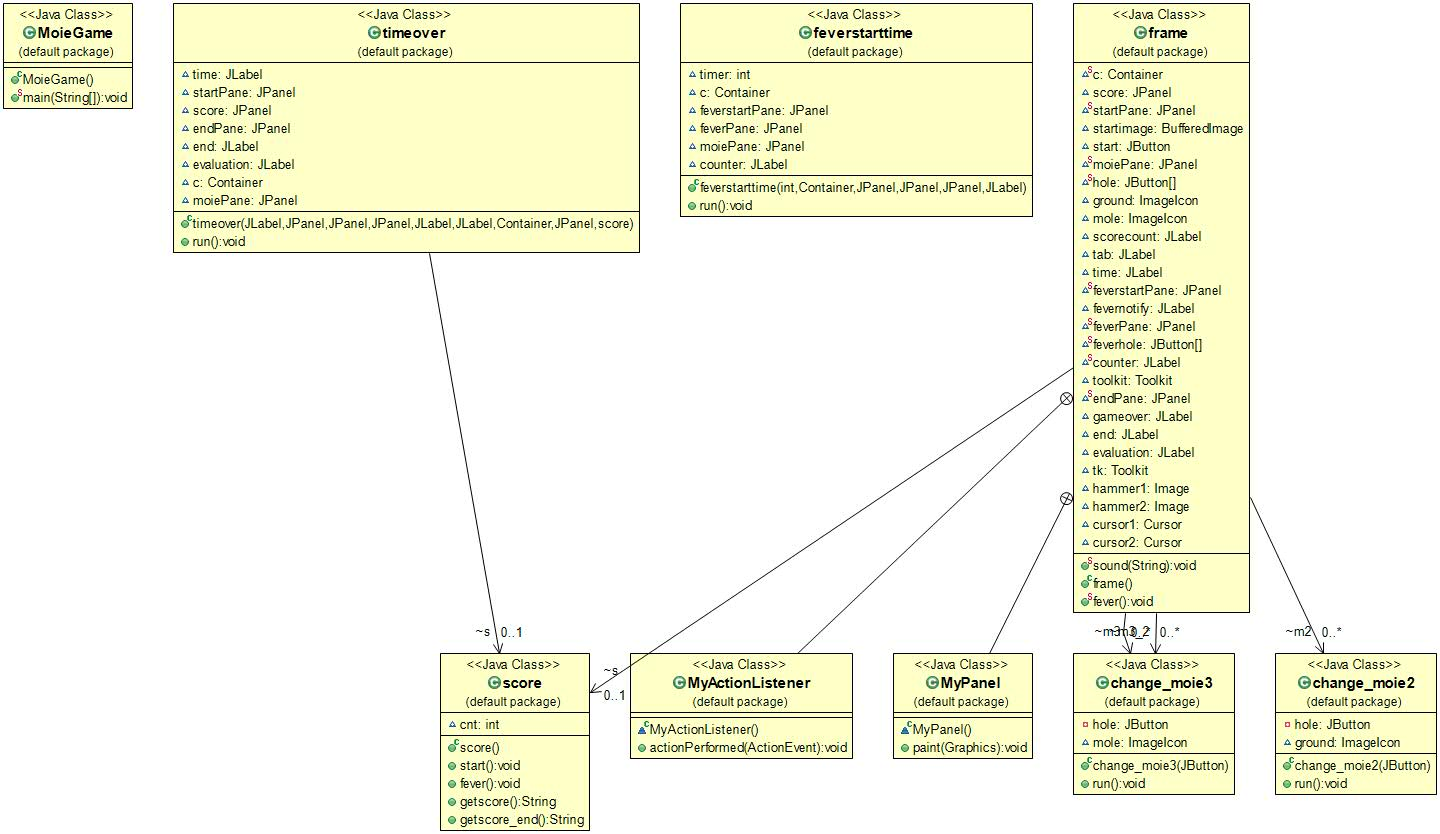 <<Java Class>>
MoieGame
(default package)
MoieGame()
main(String[]):void
<<Java Class>>
timeover
(default package)
time: JLabel
startPane: JPanel
score: JPanel
endPane: JPanel
end: JLabel
evaluation: JLabel
c: Container
moiePane: JPanel
timeover(JLabel,JPanel,JPanel,JPanel,JLabel,JLabel,Container,JPanel,score)
run():void
<<Java Class>>
feverstarttime
(default package)
timer: int
c: Container
feverstartPane: JPanel
feverPane: JPanel
moiePane: JPanel
counter: JLabel
feverstarttime(int,Container,JPanel,JPanel,JPanel,JLabel)
run():void
<<Java Class>>
frame
(default package)
c: Container
score: JPanel
startPane: JPanel
startimage: BufferedImage
start: JButton
moiePane: JPanel
hole: JButton[]
ground: ImageIcon
mole: ImageIcon
scorecount: JLabel
tab: JLabel
time: JLabel
feverstartPane: JPanel
fevernotify: JLabel
feverPane: JPanel
feverhole: JButton[]
counter: JLabel
toolkit: Toolkit
endPane: JPanel
gameover: JLabel
end: JLabel
evaluation: JLabel
tk: Toolkit
hammer1: Image
hammer2: Image
cursor1: Cursor
cursor2: Cursor
sound(String):void
frame()
fever():void
~s 0..1
~s
0..1
0..*
~m2 0..*
<<Java Class>>
score
(default package)
cnt: int
score()
start():void
fever():void
getscore():String
getscore_end():String
<<Java Class>>
MyActionListener
(default package)
MyActionListener()
actionPerformed(ActionEvent):void
<<Java Class>>
MyPanel
(default package)
MyPanel()
paint(Graphics):void
<<Java Class>>
change_moie3
(default package)
hole: JButton
mole: ImageIcon
change_moie3(JButton)
run():void
<<Java Class>>
change_moie2
(default package)
hole: JButton
ground: ImageIcon
change_moie2(JButton)
run():void